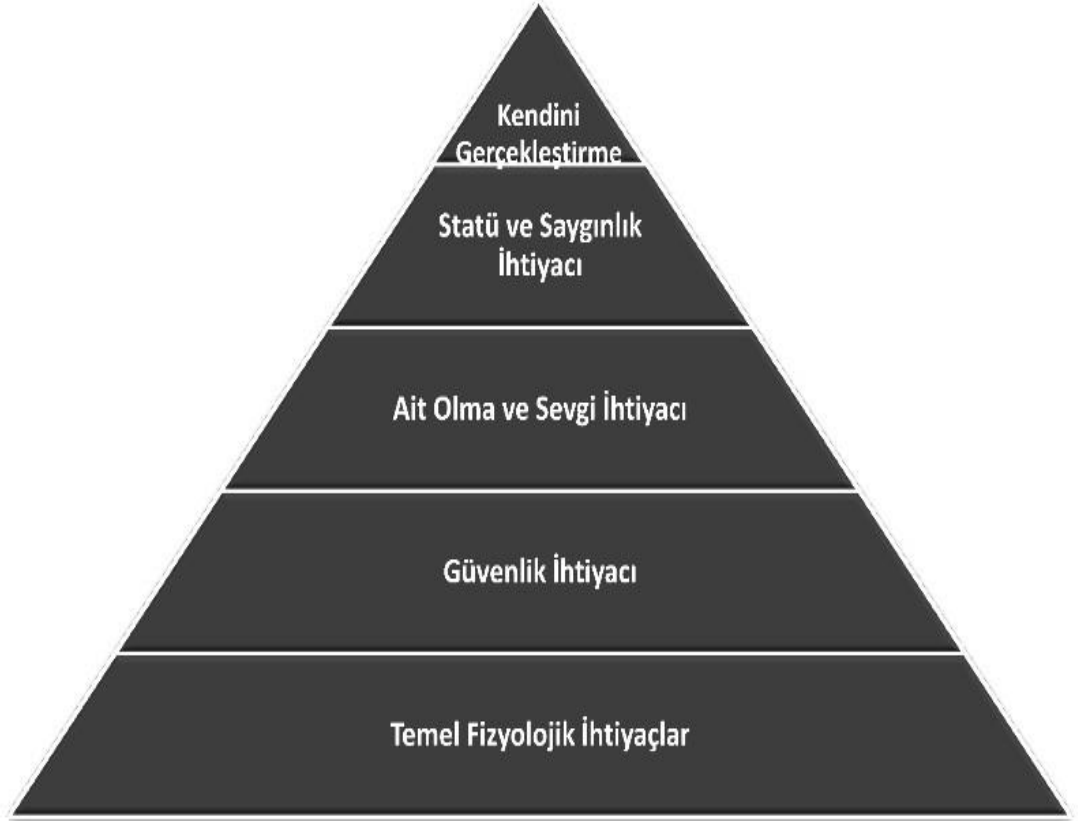 Kendini
Gerçekleştirme
Statü ve Saygınlık
İhtiyacı
Ait Olma ve Sevgi İhtiyacı
Güvenlik İhtiyacı
Temel Fizyolojik İhtiyaçlar